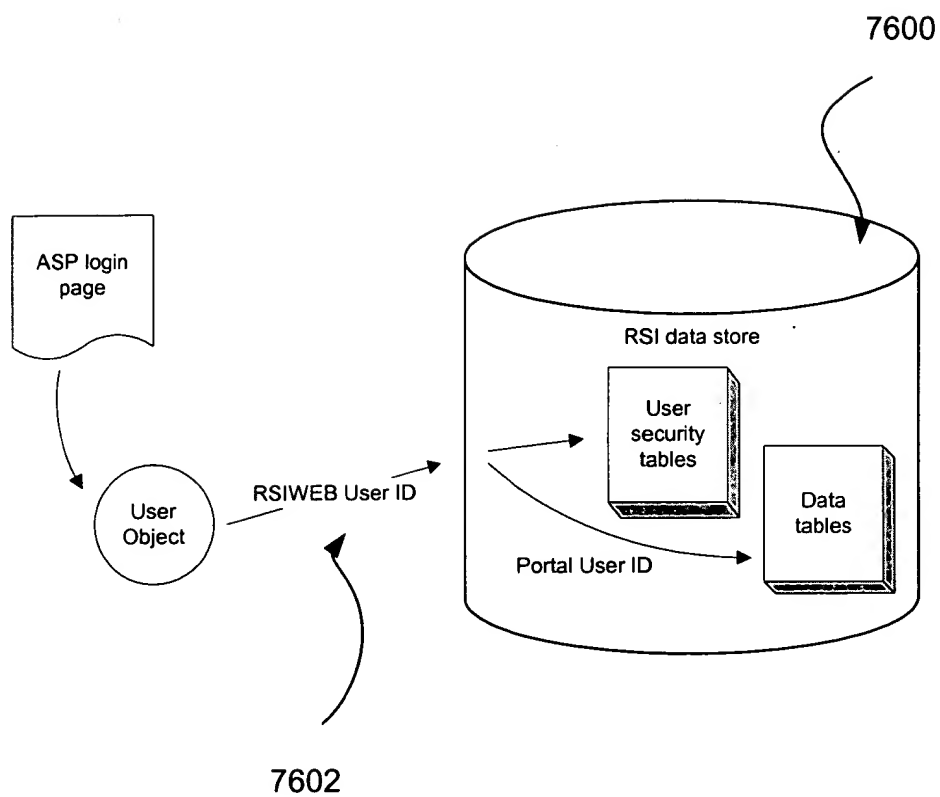 7600
ASP login
page
RSI data store
User
security
tables
User
Object
RSIWEB User ID
Data
tables
Portal User ID
7602